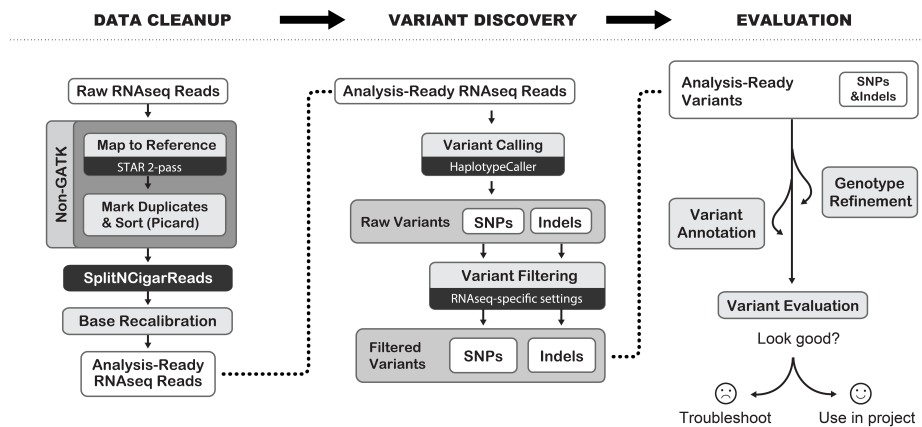 DATA CLEANUP
VARIANT DISCOVERY
EVALUATION
Raw RNAseq Reads
Non-GATK
Map to Reference
STAR 2-pass
Mark Duplicates
& Sort (Picard)
SplitNCigarReads
Base Recalibration
Analysis-Ready
RNAseq Reads
Analysis-Ready RNAseq Reads
Variant Calling
HaplotypeCaller
Raw Variants
SNPs
Indels
Variant Filtering
RNAseq-specific settings
Filtered
Variants
SNPs
Indels
Analysis-Ready
Variants
SNPs
&Indels
Genotype
Refinement
Variant
Annotation
Variant Evaluation
Look good?
Troubleshoot
Use in project